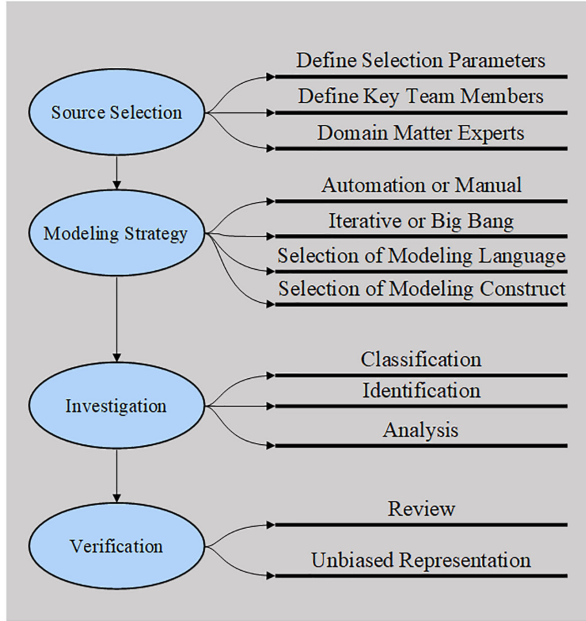 Source Selection
Define Selection Parameters
Define Key Team Members
Domain Matter Experts
Modeling Strategy
Automation or Manual
Iterative or Big Bang
Selection of Modeling Language
Selection of Modeling Construct
Investigation
Classification
Identification
Analysis
Verification
Review
Unbiased Representation